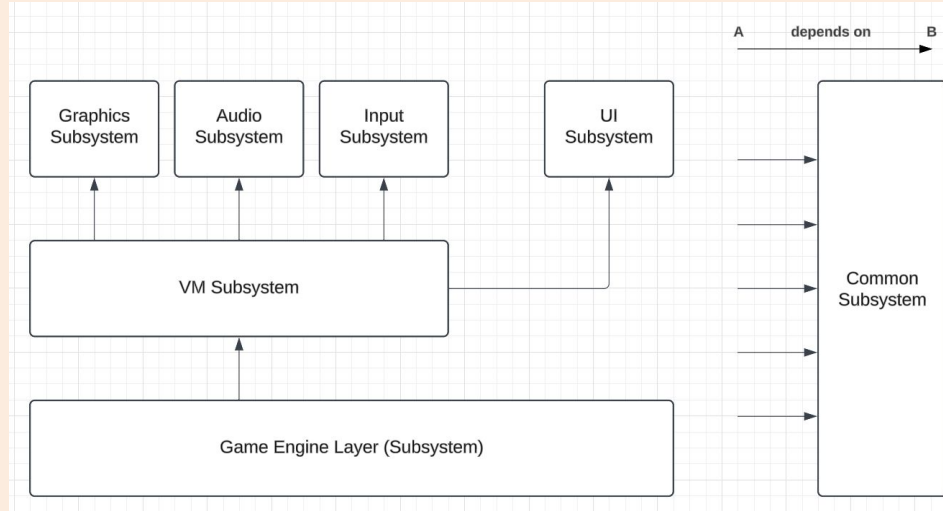 A depends on B
Graphics
Subsystem
Audio
Subsystem
Input
Subsystem
UI
Subsystem
VM Subsystem
Common
Subsystem
Game Engine Layer (Subsystem)